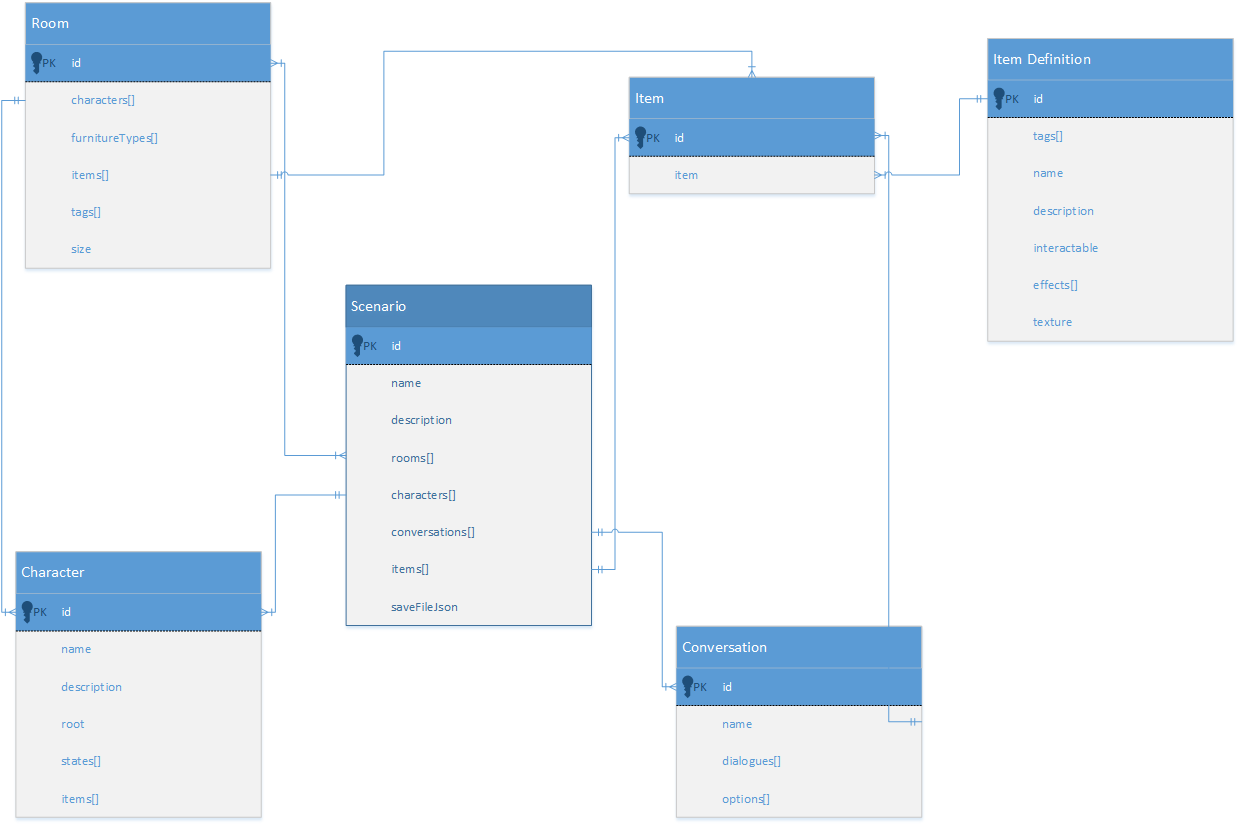 Room
PK id
characters[]
furnitureTypes[]
items[]
tags[]
size
Item
PK id
item
Item Definition
PK id
tags[]
name
description
interactable
effects[]
texture
Scenario
PK id
name
description
rooms[]
characters[]
conversations[]
items[]
saveFileJson
Character
PK id
name
description
root
states[]
items[]
Conversation
PK id
name
dialogues[]
options[]